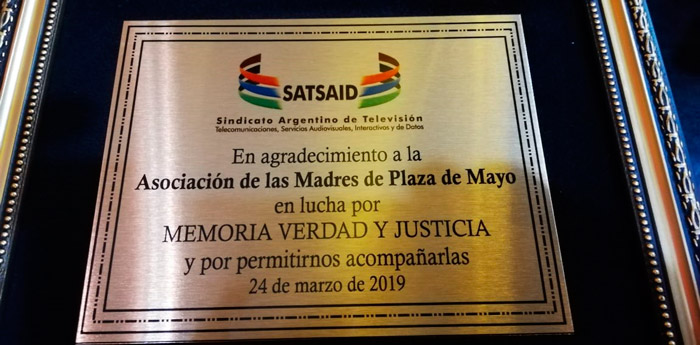 SATSAID
Sindicato Argentino de Televisión
Telecomunicaciones, Servicios Audiovisuales, Interactivos y de Datos
En agradecimiento a la
Asociación de las Madres de Plaza de Mayo
en lucha por
MEMORIA VERDAD Y JUSTICIA
y por permitirnos acompañarlas
24 de marzo de 2019